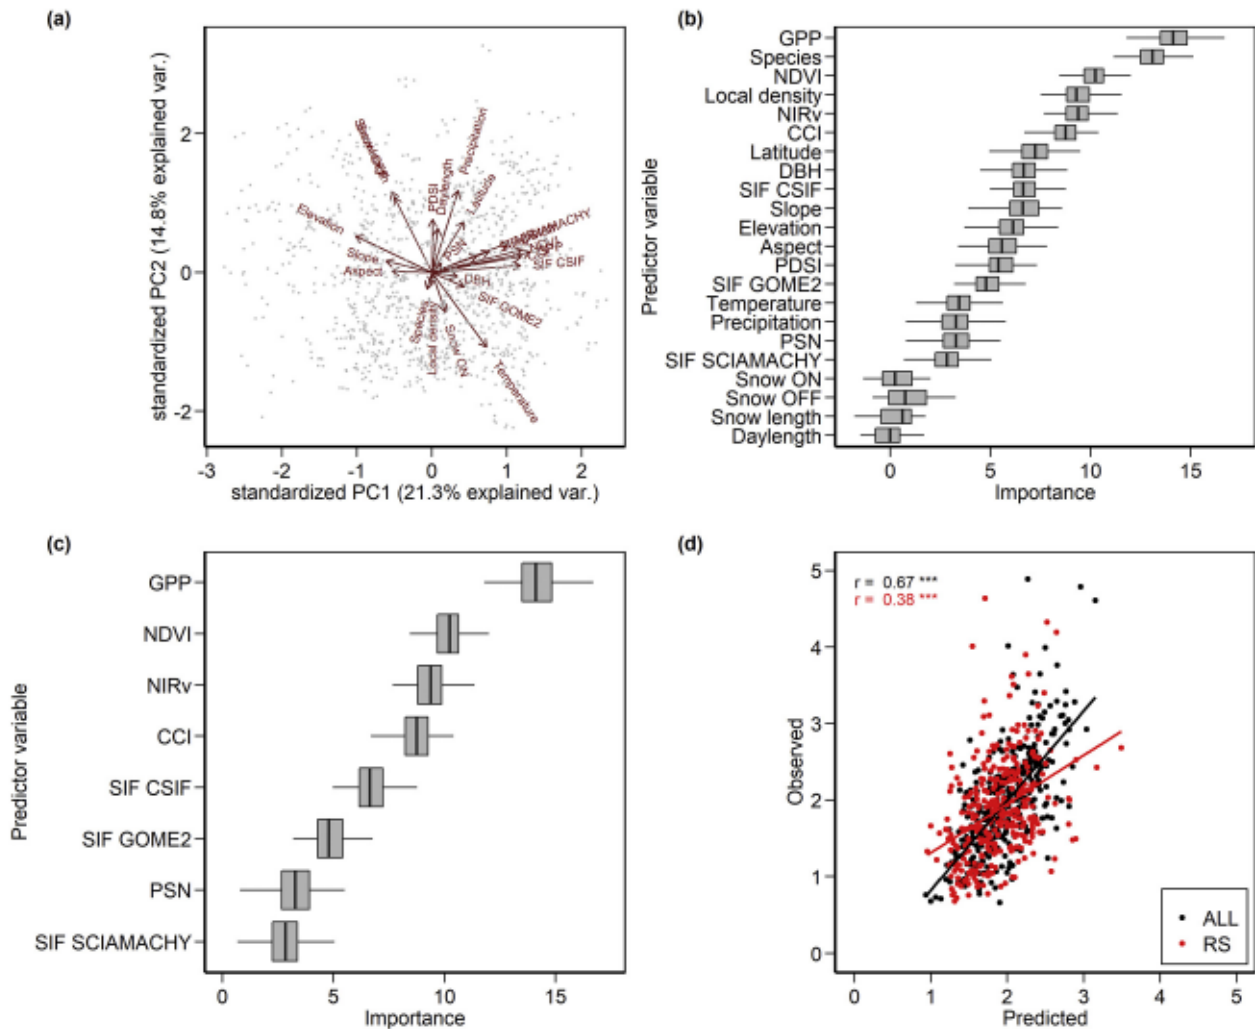 (a)
standardized PC2 (14.8% explained var.)
2
0
-2
-3
-2
-1
0
1
2
standardized PC1 (21.3% explained var.)
Precipitation
PDSI
Daylength
Latitude
Elevation
PSN
Slope
Aspect
SIF CSIF
DBH
SIF GOME2
Species
Local density
Snow ON
Temperature
(b)
Predictor variable
GPP
Species
NDVI
Local density
NIRv
CCI
Latitude
DBH
SIF CSIF
Slope
Elevation
Aspect
PDSI
SIF GOME2
Temperature
Precipitation
PSN
SIF SCIAMACHY
Snow ON
Snow OFF
Snow length
Daylength
0
5
10
15
Importance
(c)
Predictor variable
GPP
NDVI
NIRv
CCI
SIF CSIF
SIF GOME2
PSN
SIF SCIAMACHY
0
5
10
15
Importance
(d)
r = 0.67 ***
r = 0.38 ***
Observed
5
4
3
2
1
0
ALL
RS
0
1
2
3
4
5
Predicted